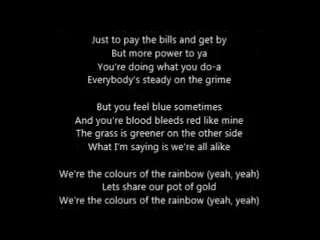 Just to pay the bills and get by
But more power to ya
You're doing what you do-a
Everybody's steady on the grime
But you feel blue sometimes
And you're blood bleeds red like mine
The grass is greener on the other side
What I'm saying is we're all alike
We're the colours of the rainbow (yeah, yeah)
Lets share our pot of gold
We're the colours of the rainbow (yeah, yeah)